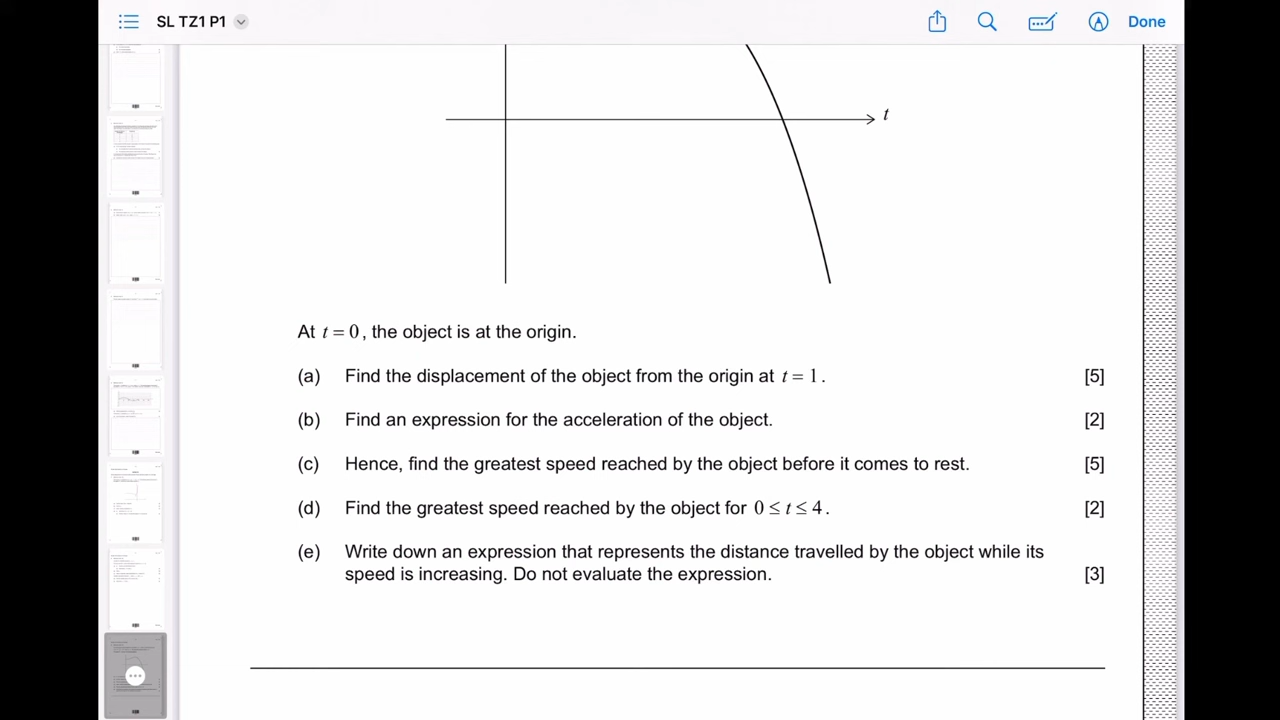 SL TZ1 P1
Done
t
At t = 0, the object is at the origin.
(a) Find the displacement of the object from the origin at t = 1. [5]
(b) Find an expression for the acceleration of the object. [2]
(c) Hence, find the greatest speed reached by the object before it comes to rest. [5]
(d) Find the greatest speed reached by the object for 0 ≤ t ≤ 4. [2]
(e) Write down an expression that represents the distance travelled by the object while its
speed is increasing. Do not evaluate the expression. [3]